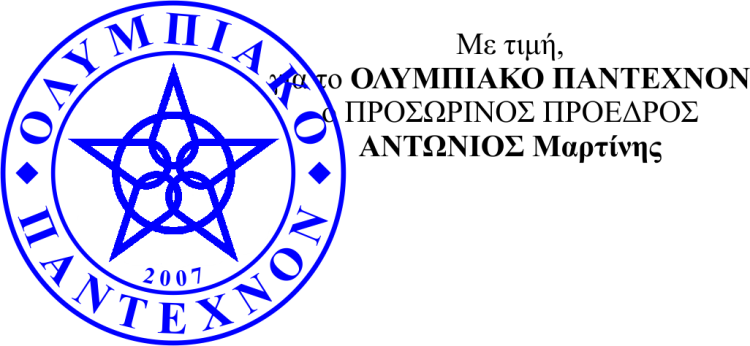 Με τιμή,
για το ΟΛΥΜΠΙΑΚΟ ΠΑΝΤΕΧΝΟΝ
ο ΠΡΟΣΩΡΙΝΟΣ ΠΡΟΕΔΡΟΣ
ΑΝΤΩΝΙΟΣ Μαρτίνης
ΟΛΥΜΠΙΑΚΟ
ΠΑΝΤΕΧΝΟΝ
2007